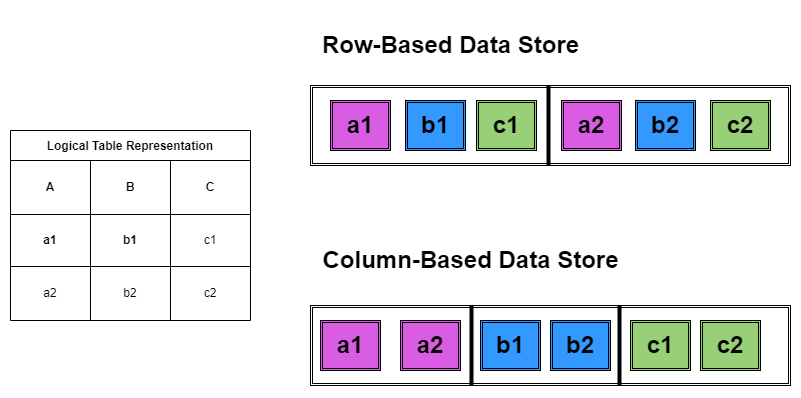 Row-Based Data Store
a1 b1 c1 a2 b2 c2
Logical Table Representation
A B C
a1 b1 c1
a2 b2 c2
Column-Based Data Store
a1 a2 b1 b2 c1 c2